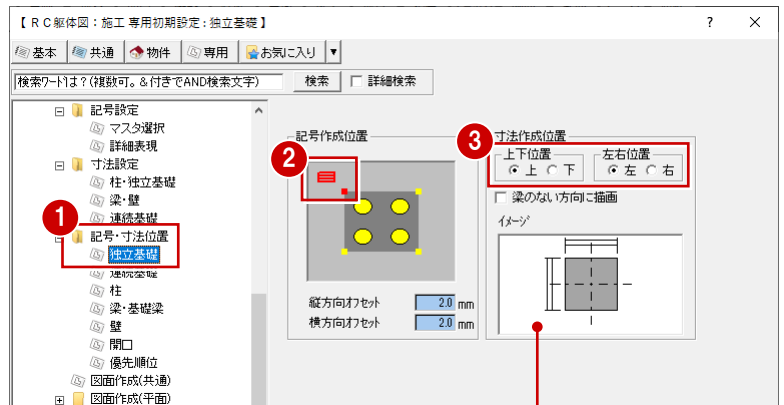 【ＲＣ躯体図：施工 専用初期設定：独立基礎】
?
基本 共通 物件 専用 お気に入り
検索ワードは？(複数可。＆付きでAND検索文字) 検索 詳細検索
記号設定
マスタ選択
詳細表現
寸法設定
柱・独立基礎
梁・壁
連続基礎
1
記号・寸法位置
独立基礎
連続基礎
柱
梁・基礎梁
壁
開口
優先順位
図面作成(共通)
図面作成(平面)
記号作成位置
2
縦方向オフセット 2.0 mm
横方向オフセット 2.0 mm
3
寸法作成位置
上下位置 左右位置
上 下 左 右
梁のない方向に描画
イメージ